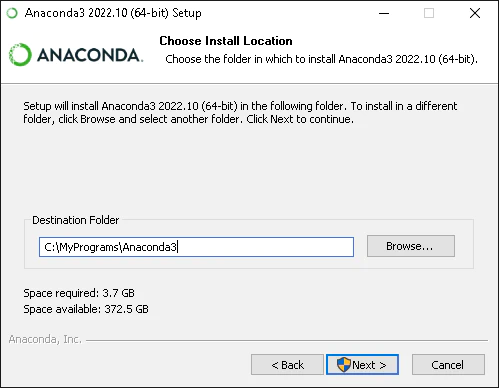 Anaconda3 2022.10 (64-bit) Setup
ANACONDA.
Choose Install Location
Choose the folder in which to install Anaconda3 2022.10 (64-bit).
Setup will install Anaconda3 2022.10 (64-bit) in the following folder. To install in a different
folder, click Browse and select another folder. Click Next to continue.
Destination Folder
C:\MyPrograms\Anaconda3
Browse...
Space required: 3.7 GB
Space available: 372.5 GB
Anaconda, Inc.
< Back
Next >
Cancel